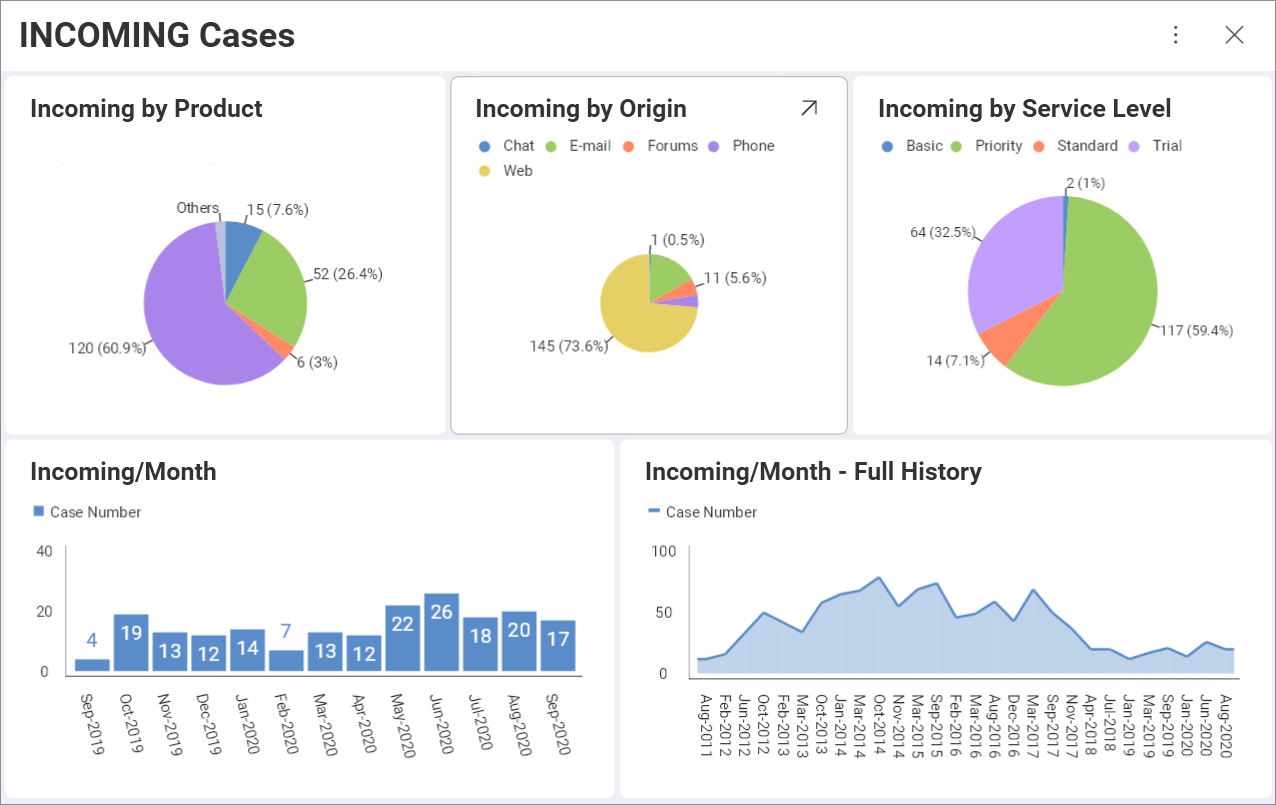 INCOMING Cases
Incoming by Product
Others
15 (7.6%)
52 (26.4%)
120 (60.9%)
6 (3%)
Incoming by Origin
Chat E-mail Forums Phone
Web
1 (0.5%)
11 (5.6%)
145 (73.6%)
Incoming by Service Level
Basic Priority Standard Trial
2 (1%)
64 (32.5%)
117 (59.4%)
14 (7.1%)
Incoming/Month
Case Number
40
20
0
4
19
13
12
14
7
13
12
22
26
18
20
17
Sep-2019
Oct-2019
Nov-2019
Dec-2019
Jan-2020
Feb-2020
Mar-2020
Apr-2020
May-2020
Jun-2020
Jul-2020
Aug-2020
Sep-2020
Incoming/Month - Full History
Case Number
100
50
0
Aug-2011
Feb-2012
Jun-2012
Oct-2012
Feb-2013
Mar-2013
Oct-2013
Jan-2014
Mar-2014
Oct-2014
Nov-2014
Mar-2015
Sep-2015
Feb-2016
Mar-2016
Aug-2016
Dec-2016
Mar-2017
Sep-2017
Nov-2017
Apr-2018
Jul-2018
Jan-2019
Mar-2019
Sep-2019
Jan-2020
Jun-2020
Aug-2020